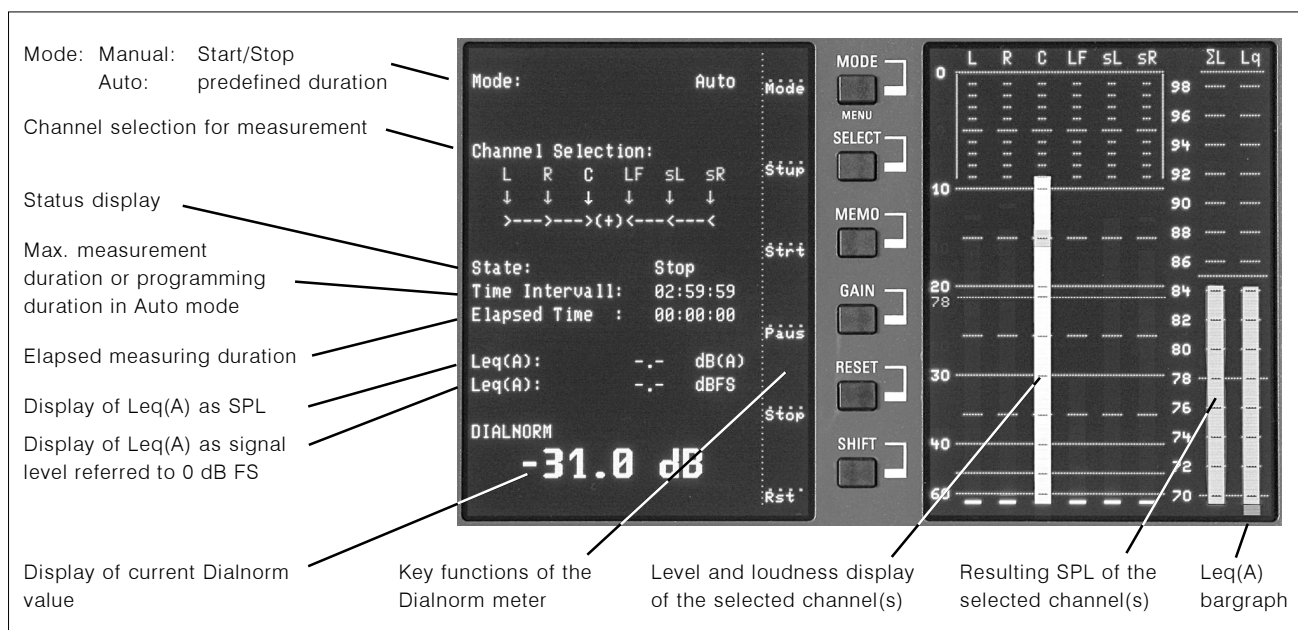 Mode: Manual: Start/Stop
Auto: predefined duration
Channel selection for measurement
Status display
Max. measurement
duration or programming
duration in Auto mode
Elapsed measuring duration
Display of Leq(A) as SPL
Display of Leq(A) as signal
level referred to 0 dB FS
Display of current Dialnorm
value
Mode: Auto
Channel Selection:
L R C LF sL sR
↓ ↓ ↓ ↓ ↓ ↓
>--->--->(+)<---<---<
State: Stop
Time Intervall: 02:59:59
Elapsed Time : 00:00:00
Leq(A): -.- dB(A)
Leq(A): -.- dBFS
DIALNORM
-31.0 dB
Mode
Stup
Strt
Paus
Stop
Rst
MODE
MENU
SELECT
MEMO
GAIN
RESET
SHIFT
L R C LF sL sR ΣL Lq
0
10
20
78
30
40
60
98
96
94
92
90
88
86
84
82
80
78
76
74
72
70
Key functions of the
Dialnorm meter
Level and loudness display
of the selected channel(s)
Resulting SPL of the
selected channel(s)
Leq(A)
bargraph